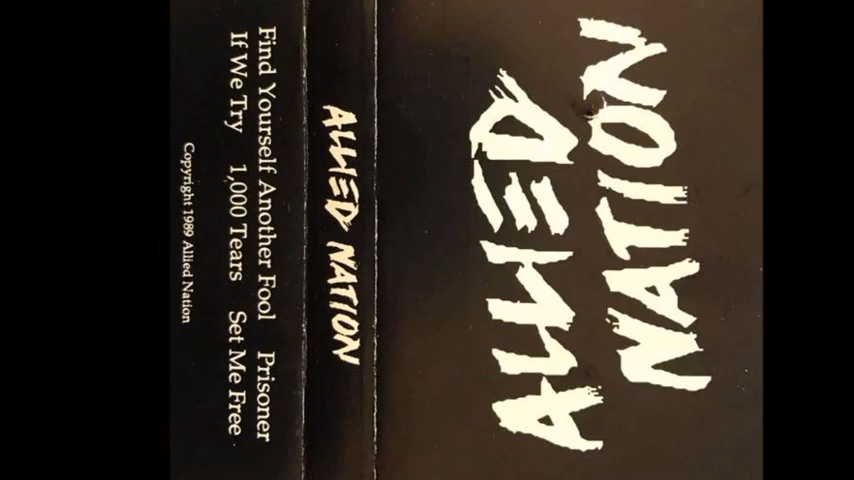 ALLIED
NATION
ALLIED NATION
Find Yourself Another Fool Prisoner
If We Try 1,000 Tears Set Me Free
Copyright 1989 Allied Nation